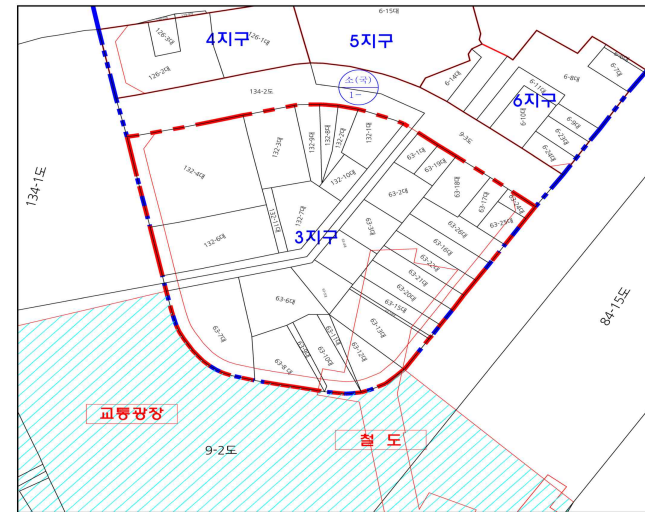 6-15대
126-3대
126-1대
4지구
5지구
126-2대
6-7대
6-8대
6-14대
소(국)
1-
6-11대
6-10대
6지구
134-2도
6-9대
6-23대
6-24대
9-3도
132-3대
132-9대
132-8대
132-2대
132-1대
63-1대
63-19대
132-4대
132-10대
63-18대
63-2대
63-17대
63-24대
63-25대
134-1도
132-11대
132-7대
3지구
63-3대
63-26대
63-16대
132-6대
63-22대
63-21대
63-20대
63-15대
63-6대
63-13대
84-15도
63-7대
63-11대
63-10대
63-12대
63-8대
교통광장
철 도
9-2도